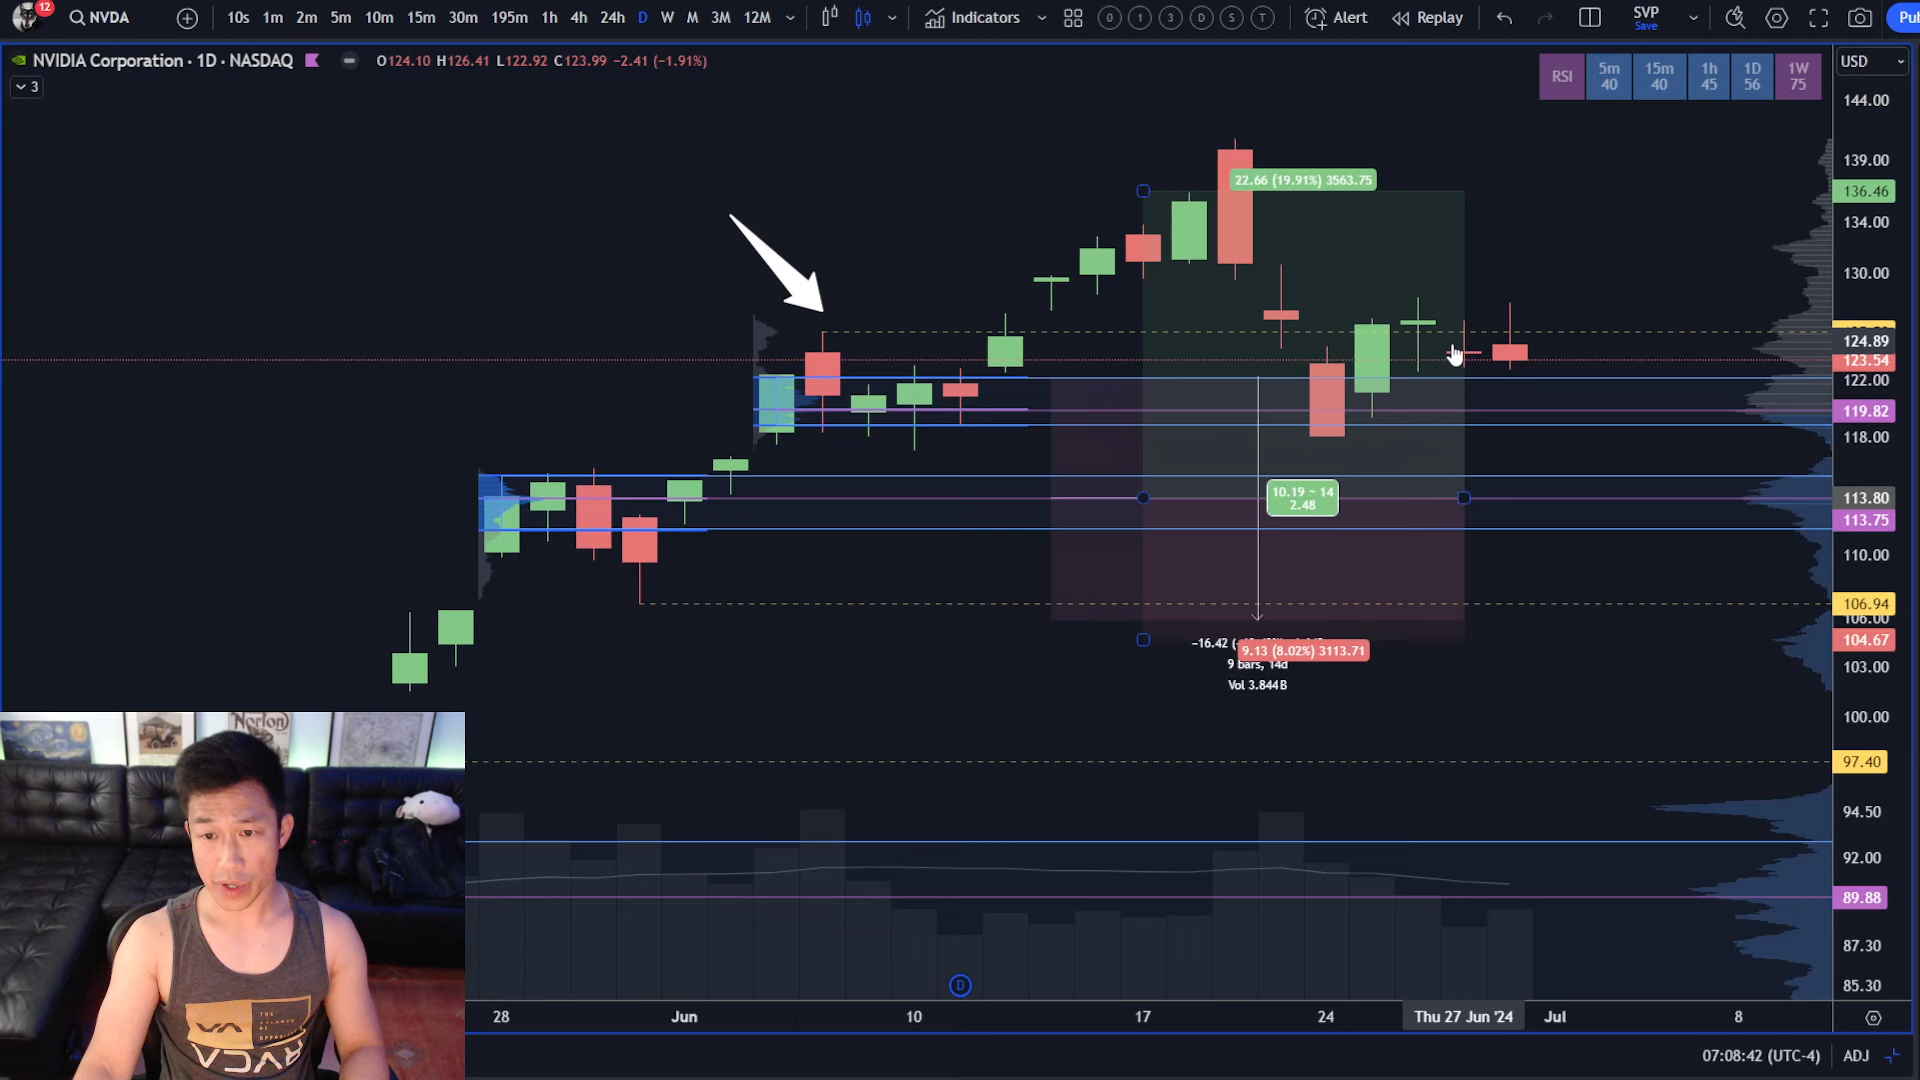 12
NVDA
10s 1m 2m 5m 10m 15m 30m 195m 1h 4h 24h D W M 3M 12M
Indicators
0 1 3 D S T
Alert
Replay
SVP
Save
Pub
NVIDIA Corporation · 1D · NASDAQ
O124.10 H126.41 L122.92 C123.99 −2.41 (−1.91%)
3
RSI
5m 40
15m 40
1h 45
1D 56
1W 75
USD
144.00
139.00
136.46
134.00
130.00
124.89
123.54
122.00
119.82
118.00
113.80
113.75
110.00
106.94
106.00
104.67
103.00
100.00
97.40
94.50
92.00
89.88
87.30
85.30
22.66 (19.91%) 3563.75
10.19 ~ 14
2.48
−16.42
9.13 (8.02%) 3113.71
9 bars, 14d
Vol 3.844B
Norton
D
28 Jun 10 17 24 Thu 27 Jun '24 Jul 8
07:08:42 (UTC-4) ADJ
THE
BALANCE
OF